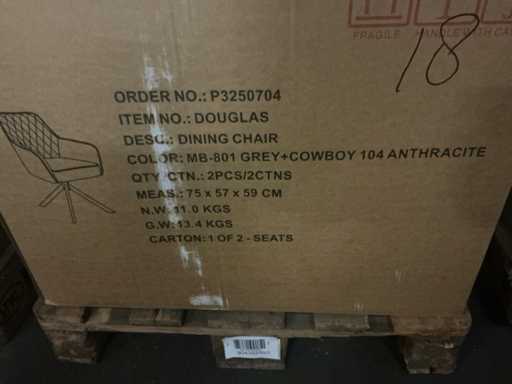 FRAGILE HANDLE WITH CA
18
ORDER NO.: P3250704
ITEM NO.: DOUGLAS
DESC.: DINING CHAIR
COLOR: MB-801 GREY+COWBOY 104 ANTHRACITE
QTY./CTN.: 2PCS/2CTNS
MEAS.: 75 x 57 x 59 CM
N.W: 11.0 KGS
G.W: 13.4 KGS
CARTON: 1 OF 2 - SEATS